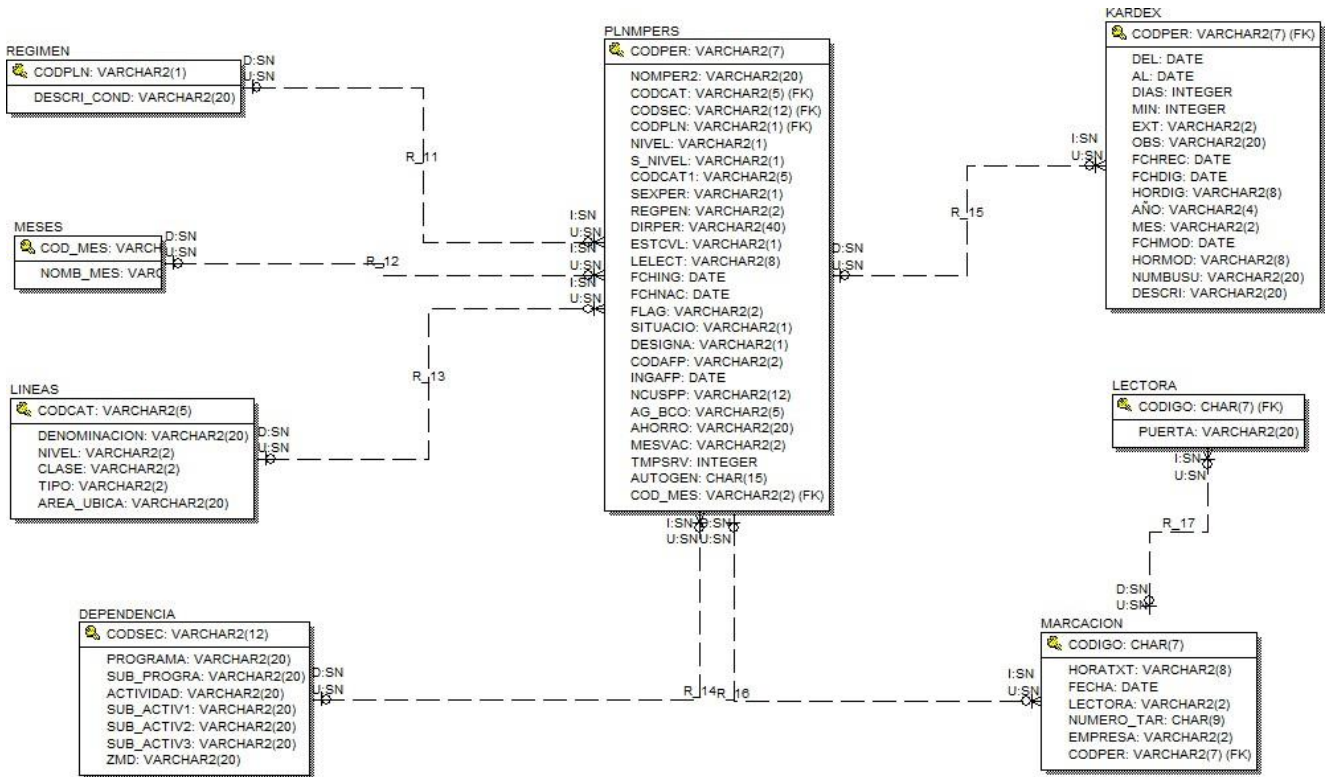 REGIMEN
CODPLN: VARCHAR2(1)
DESCRI_COND: VARCHAR2(20)
D:SN
U:SN
R_11
MESES
COD_MES: VARCH
NOMB_MES: VARC
D:SN
U:SN
R_12
LINEAS
CODCAT: VARCHAR2(5)
DENOMINACION: VARCHAR2(20)
NIVEL: VARCHAR2(2)
CLASE: VARCHAR2(2)
TIPO: VARCHAR2(2)
AREA_UBICA: VARCHAR2(20)
D:SN
U:SN
R_13
DEPENDENCIA
CODSEC: VARCHAR2(12)
PROGRAMA: VARCHAR2(20)
SUB_PROGRA: VARCHAR2(20)
ACTIVIDAD: VARCHAR2(20)
SUB_ACTIV1: VARCHAR2(20)
SUB_ACTIV2: VARCHAR2(20)
SUB_ACTIV3: VARCHAR2(20)
ZMD: VARCHAR2(20)
D:SN
U:SN
R_14
R_16
PLNMPERS
CODPER: VARCHAR2(7)
NOMPER2: VARCHAR2(20)
CODCAT: VARCHAR2(5) (FK)
CODSEC: VARCHAR2(12) (FK)
CODPLN: VARCHAR2(1) (FK)
NIVEL: VARCHAR2(1)
S_NIVEL: VARCHAR2(1)
CODCAT1: VARCHAR2(5)
SEXPER: VARCHAR2(1)
REGPEN: VARCHAR2(2)
DIRPER: VARCHAR2(40)
ESTCVL: VARCHAR2(1)
LELECT: VARCHAR2(8)
FCHING: DATE
FCHNAC: DATE
FLAG: VARCHAR2(2)
SITUACIO: VARCHAR2(1)
DESIGNA: VARCHAR2(1)
CODAFP: VARCHAR2(2)
INGAFP: DATE
NCUSPP: VARCHAR2(12)
AG_BCO: VARCHAR2(5)
AHORRO: VARCHAR2(20)
MESVAC: VARCHAR2(2)
TMPSRV: INTEGER
AUTOGEN: CHAR(15)
COD_MES: VARCHAR2(2) (FK)
I:SN
U:SN
I:SN
U:SN
I:SN
U:SN
D:SN
U:SN
I:SN D:SN
U:SN U:SN
R_15
I:SN
U:SN
KARDEX
CODPER: VARCHAR2(7) (FK)
DEL: DATE
AL: DATE
DIAS: INTEGER
MIN: INTEGER
EXT: VARCHAR2(2)
OBS: VARCHAR2(20)
FCHREC: DATE
FCHDIG: DATE
HORDIG: VARCHAR2(8)
AÑO: VARCHAR2(4)
MES: VARCHAR2(2)
FCHMOD: DATE
HORMOD: VARCHAR2(8)
NUMBUSU: VARCHAR2(20)
DESCRI: VARCHAR2(20)
LECTORA
CODIGO: CHAR(7) (FK)
PUERTA: VARCHAR2(20)
I:SN
U:SN
R_17
D:SN
U:SN
MARCACION
CODIGO: CHAR(7)
HORATXT: VARCHAR2(8)
FECHA: DATE
LECTORA: VARCHAR2(2)
NUMERO_TAR: CHAR(9)
EMPRESA: VARCHAR2(2)
CODPER: VARCHAR2(7) (FK)
I:SN
U:SN